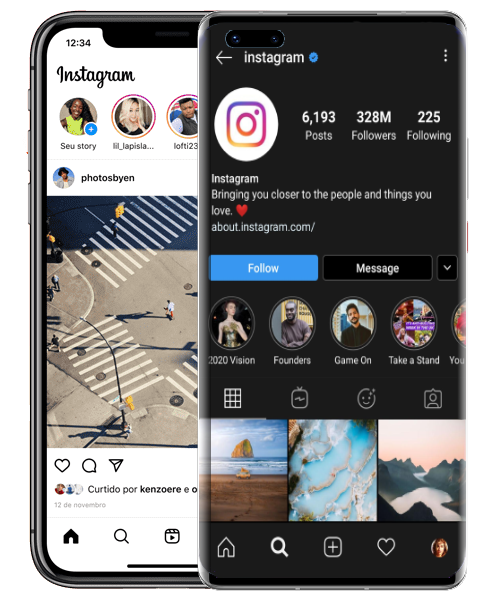 12:34
Instagram
Seu story
lil_lapisla...
lofti23
photosbyen
Curtido por kenzoere e o
12 de novembro
instagram
6,193
328M
225
Posts
Followers
Following
Instagram
Bringing you closer to the people and things you
love. ❤️
about.instagram.com/
Follow
Message
2020 Vision
Founders
Game On
Take a Stand
You